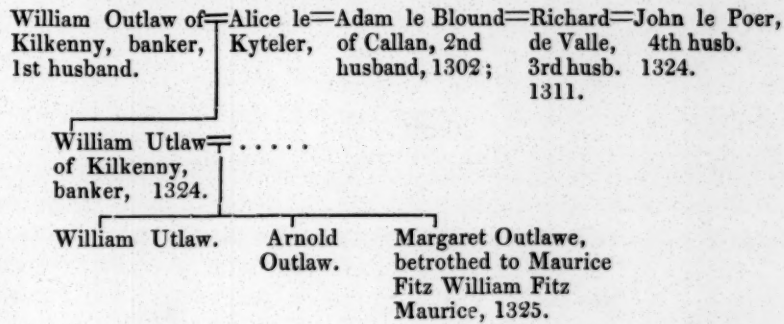 William Outlaw of=Alice le=Adam le Blound=Richard=John le Poer,
Kilkenny, banker, Kyteler, of Callan, 2nd de Valle, 4th husb.
1st husband. husband, 1302; 3rd husb. 1324.
1311.
William Utlaw= . . . . .
of Kilkenny,
banker, 1324.
William Utlaw. Arnold Margaret Outlawe,
Outlaw. betrothed to Maurice
Fitz William Fitz
Maurice, 1325.